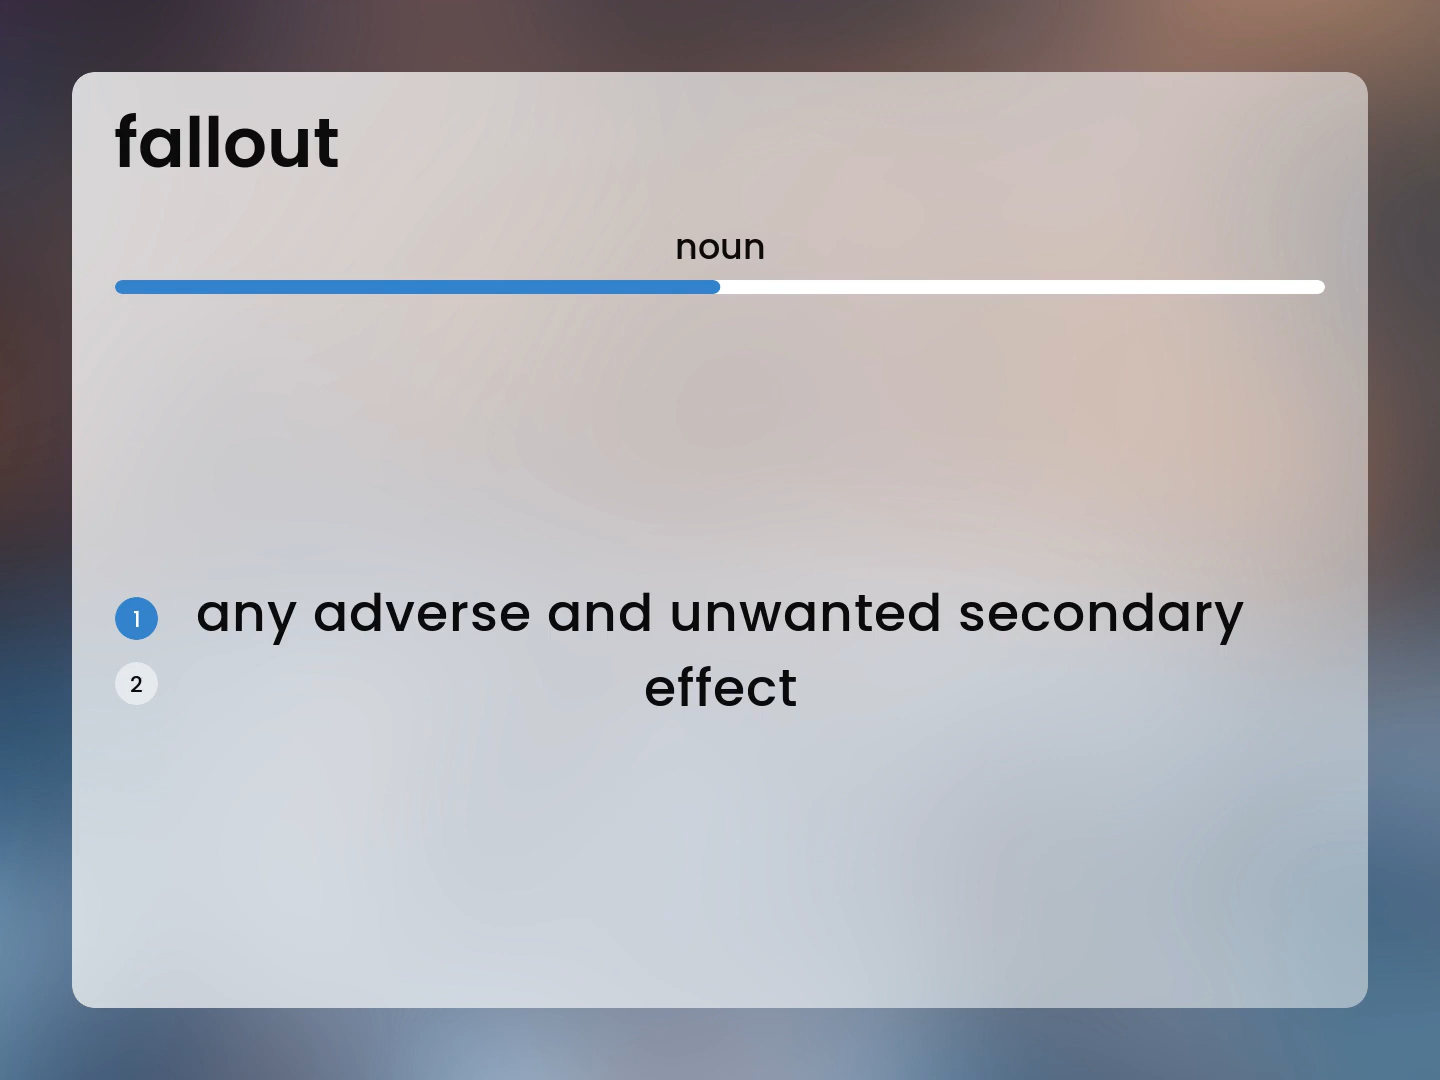 fallout
noun
1
any adverse and unwanted secondary
2
effect